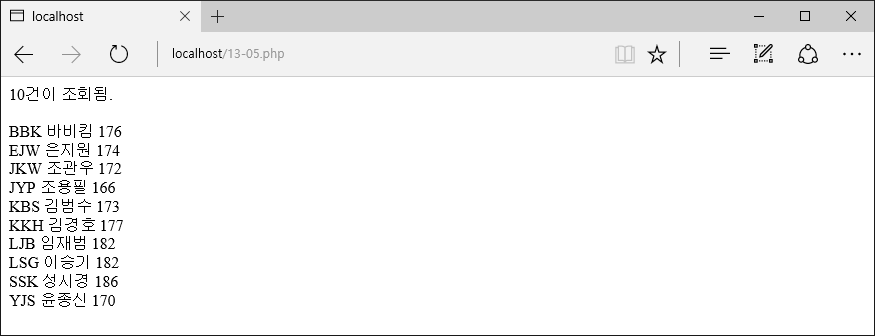 localhost
localhost/13-05.php
10건이 조회됨.
BBK 바비킴 176
EJW 은지원 174
JKW 조관우 172
JYP 조용필 166
KBS 김범수 173
KKH 김경호 177
LJB 임재범 182
LSG 이승기 182
SSK 성시경 186
YJS 윤종신 170